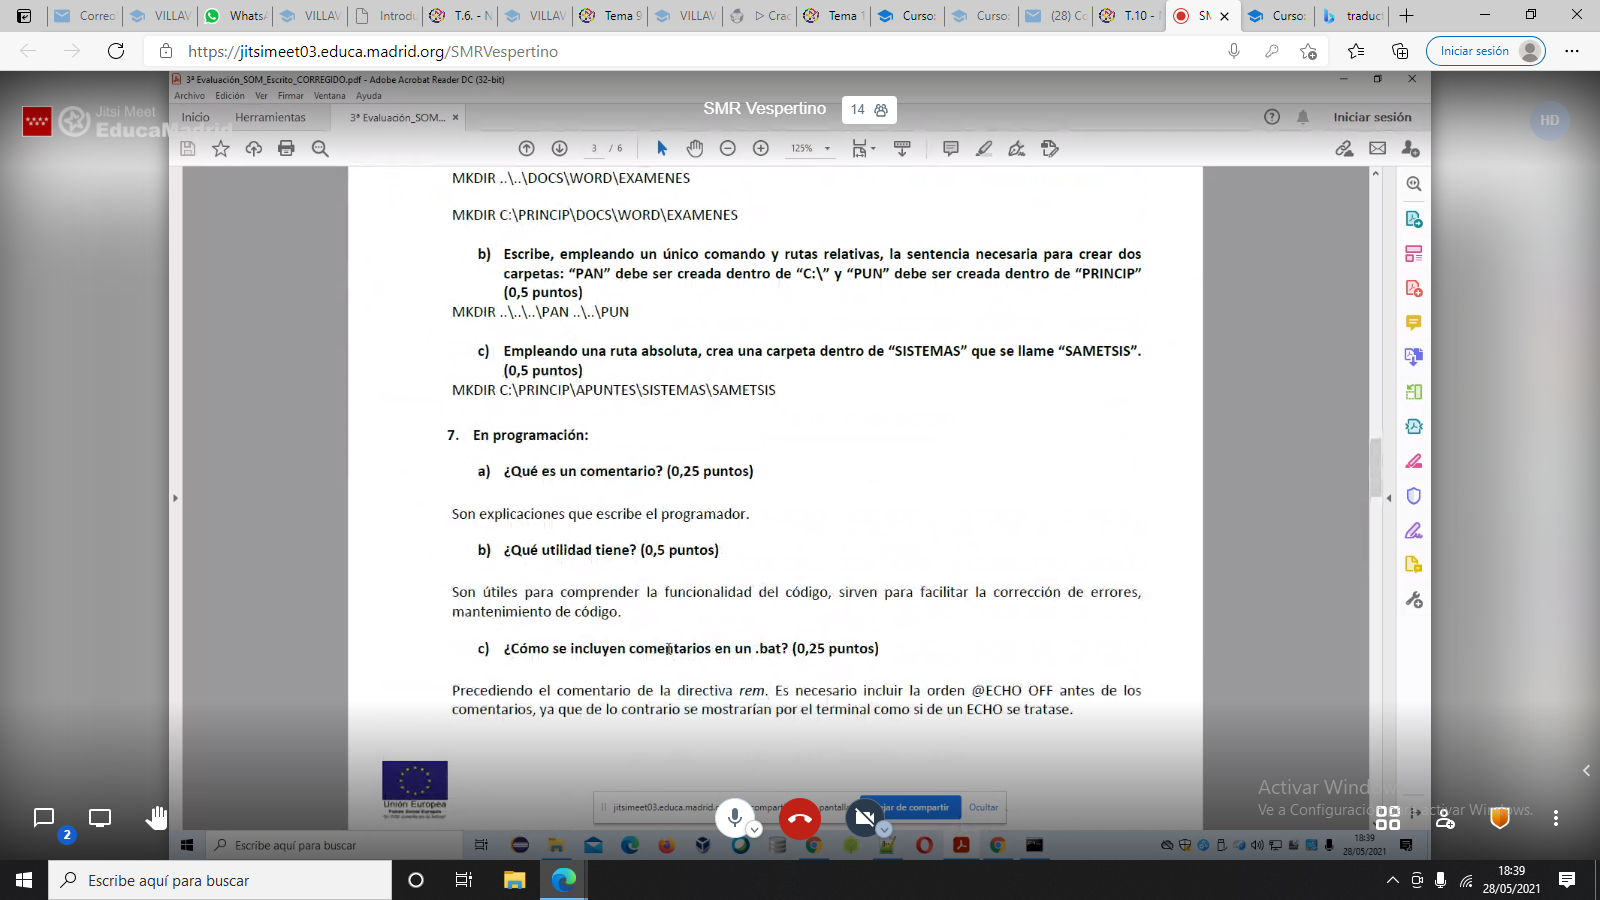 Correo
VILLAV
WhatsA
VILLAV
Introdu
T.6. - N
VILLAV
Tema 9
VILLAV
Crac
Tema 1
Curso:
Curso:
(28) Co
T.10 -
SM
Curso:
traduct
https://jitsimeet03.educa.madrid.org/SMRVespertino
Iniciar sesión
3ª Evaluación_SOM_Escrito_CORREGIDO.pdf - Adobe Acrobat Reader DC (32-bit)
Archivo Edición Ver Firmar Ventana Ayuda
Jitsi Meet
EducaMadrid
SMR Vespertino
14
HD
Inicio Herramientas 3ª Evaluación_SOM... × Iniciar sesión
3 / 6 125%
MKDIR ..\..\DOCS\WORD\EXAMENES
MKDIR C:\PRINCIP\DOCS\WORD\EXAMENES
b) Escribe, empleando un único comando y rutas relativas, la sentencia necesaria para crear dos
carpetas: “PAN” debe ser creada dentro de “C:\” y “PUN” debe ser creada dentro de “PRINCIP”
(0,5 puntos)
MKDIR ..\..\..\PAN ..\..\PUN
c) Empleando una ruta absoluta, crea una carpeta dentro de “SISTEMAS” que se llame “SAMETSIS”.
(0,5 puntos)
MKDIR C:\PRINCIP\APUNTES\SISTEMAS\SAMETSIS
7. En programación:
a) ¿Qué es un comentario? (0,25 puntos)
Son explicaciones que escribe el programador.
b) ¿Qué utilidad tiene? (0,5 puntos)
Son útiles para comprender la funcionalidad del código, sirven para facilitar la corrección de errores,
mantenimiento de código.
c) ¿Cómo se incluyen comentarios en un .bat? (0,25 puntos)
Precediendo el comentario de la directiva rem. Es necesario incluir la orden @ECHO OFF antes de los
comentarios, ya que de lo contrario se mostrarían por el terminal como si de un ECHO se tratase.
Unión Europea
jitsimeet03.educa.madrid.
Ocultar
Activar Windows
Ve a Configuración para activar Windows.
2
Escribe aquí para buscar
18:39
28/05/2021
Escribe aquí para buscar
18:39
28/05/2021